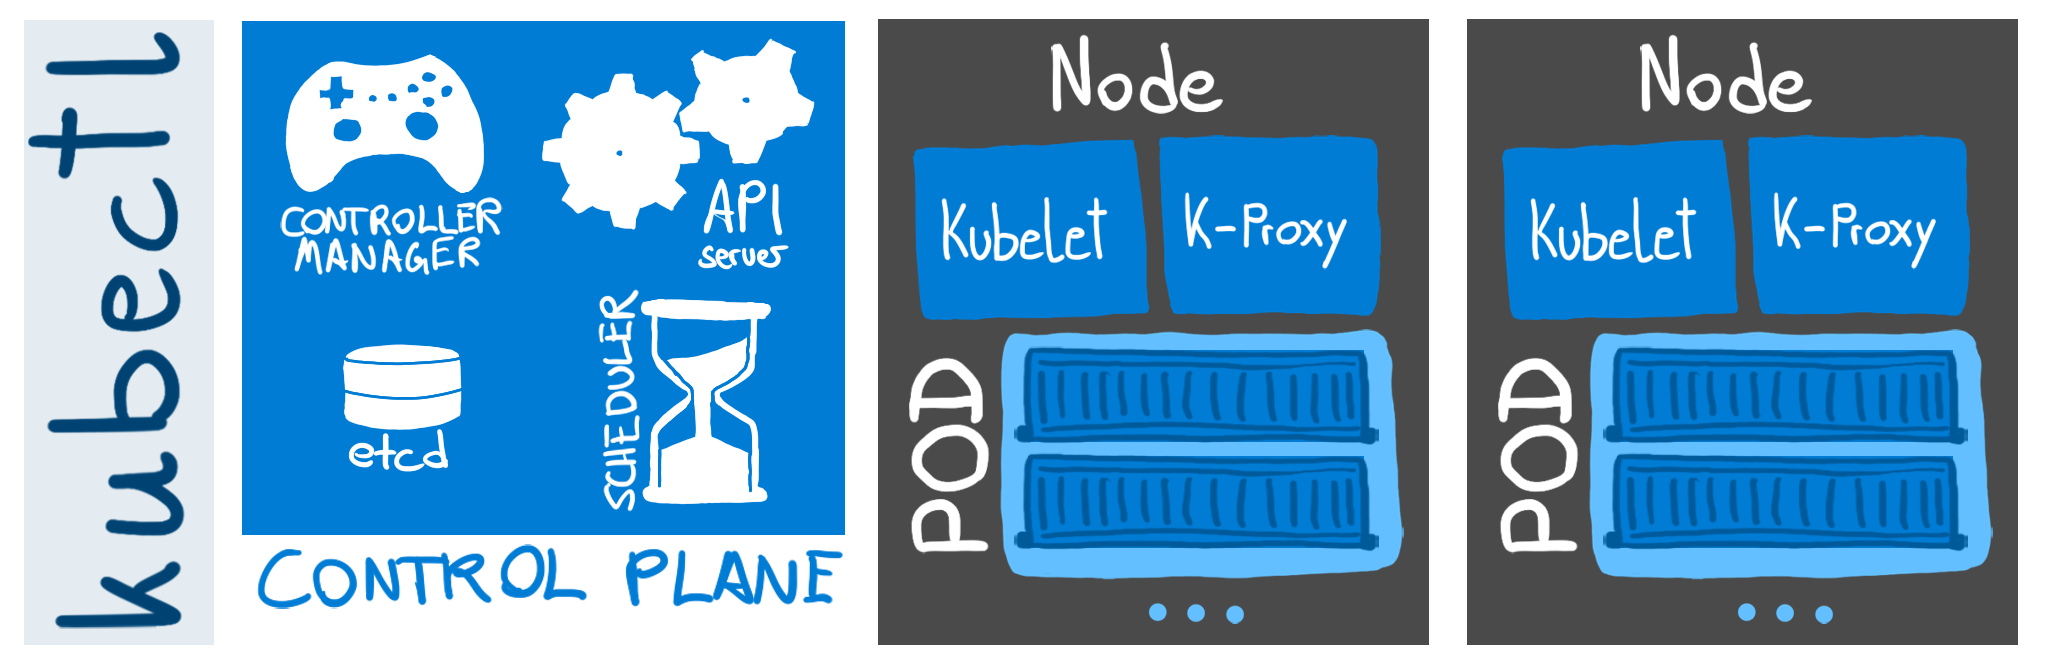 kubectl
CONTROLLER
MANAGER
API
server
etcd
SCHEDULER
CONTROL PLANE
Node
Kubelet
K-Proxy
POD
Node
Kubelet
K-Proxy
POD